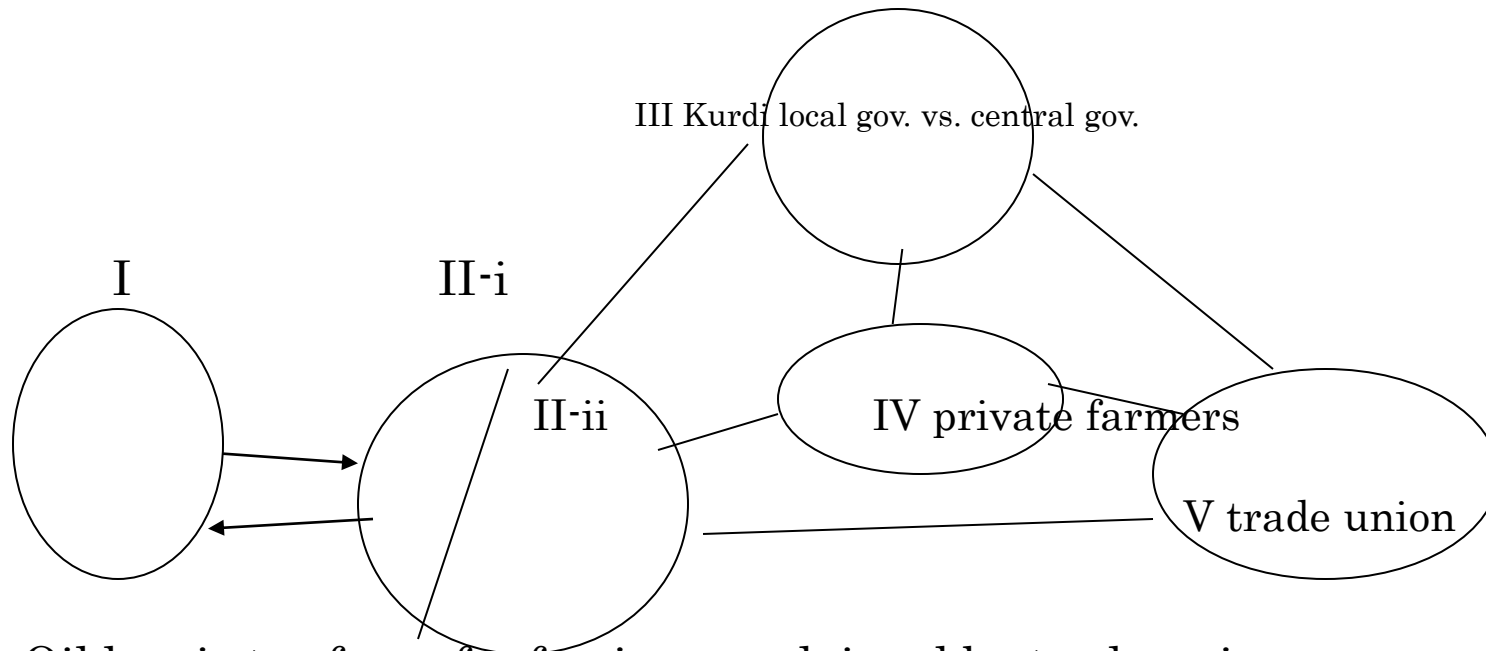 III Kurdi local gov. vs. central gov.
I
II-i
II-ii
IV private farmers
V trade union